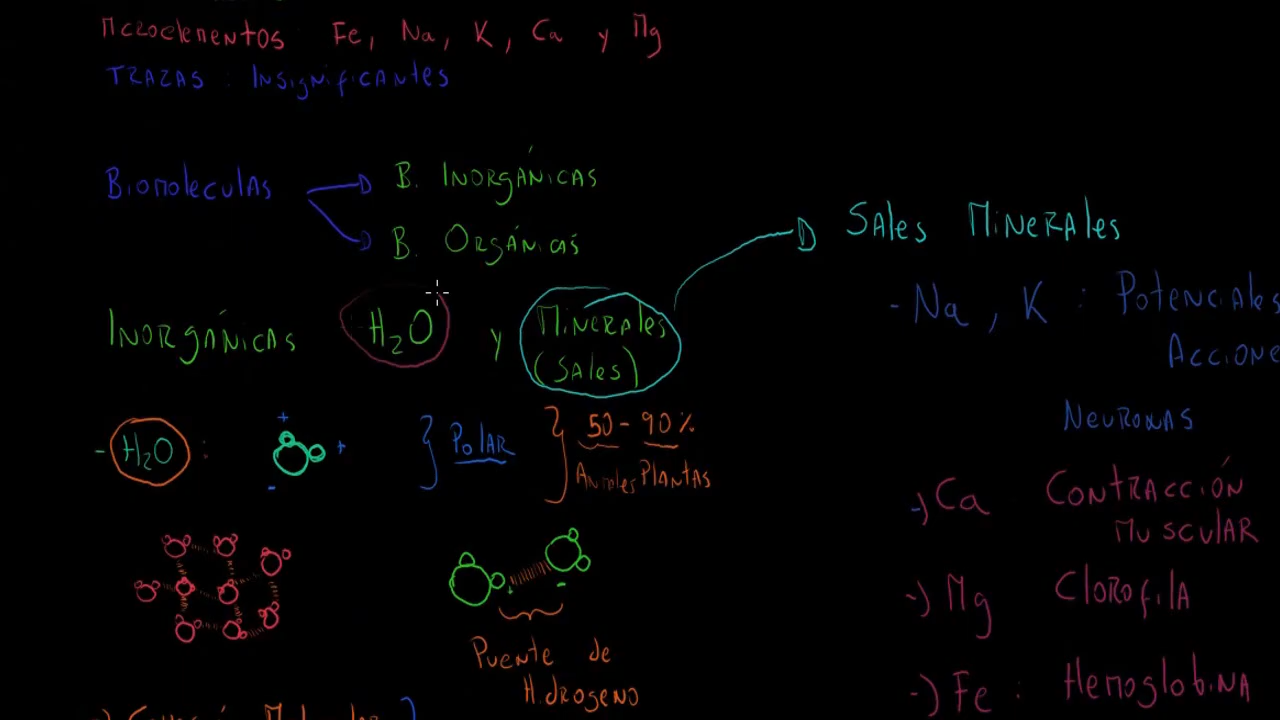 Microelementos Fe, Na, K, Ca y Mg
TRAZAS : INSIGNIFICANTES
Biomoleculas
B. INORGÁNICAS
B. ORGÁNICAS
INORGÁNICAS H₂O y Minerales
(SALES)
- H₂O :
+
+
-
} POLAR
} 50 - 90 %
Animales PLANTAS
+ -
Puente de
Hidrogeno
SALES MINERALES
- Na , K : Potenciales
ACCIONE
NEURONAS
-) Ca CONTRACCIÓN
MUSCULAR
-) Mg CLOROFILA
-) Fe : HEMOGLOBINA